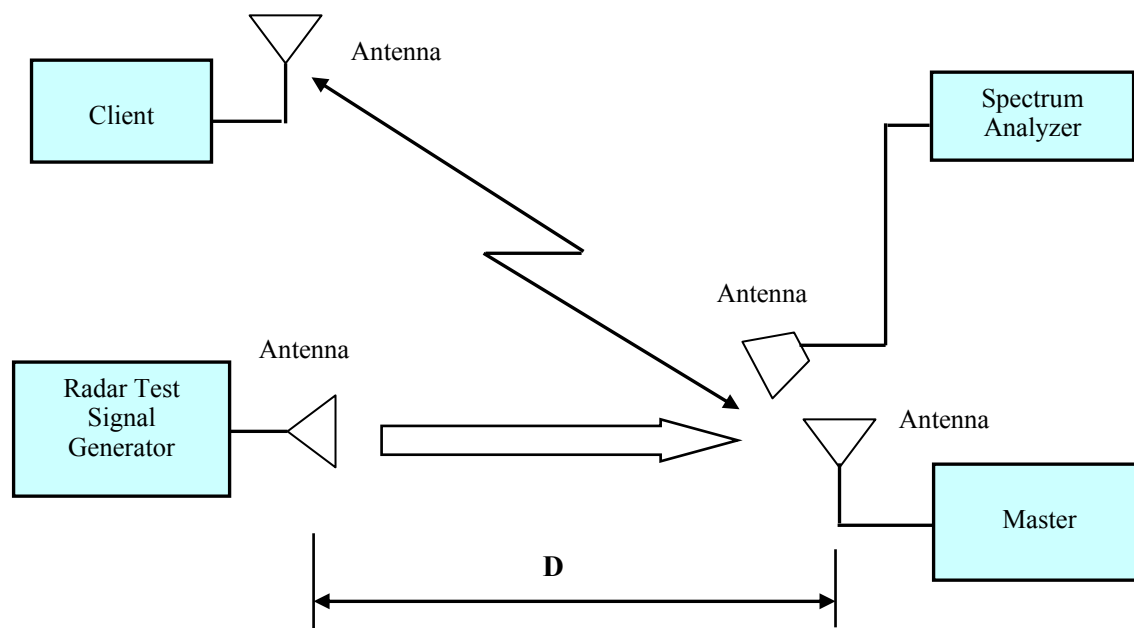 Antenna
Client
Spectrum
Analyzer
Antenna
Antenna
Radar Test
Signal
Generator
Antenna
Master
D